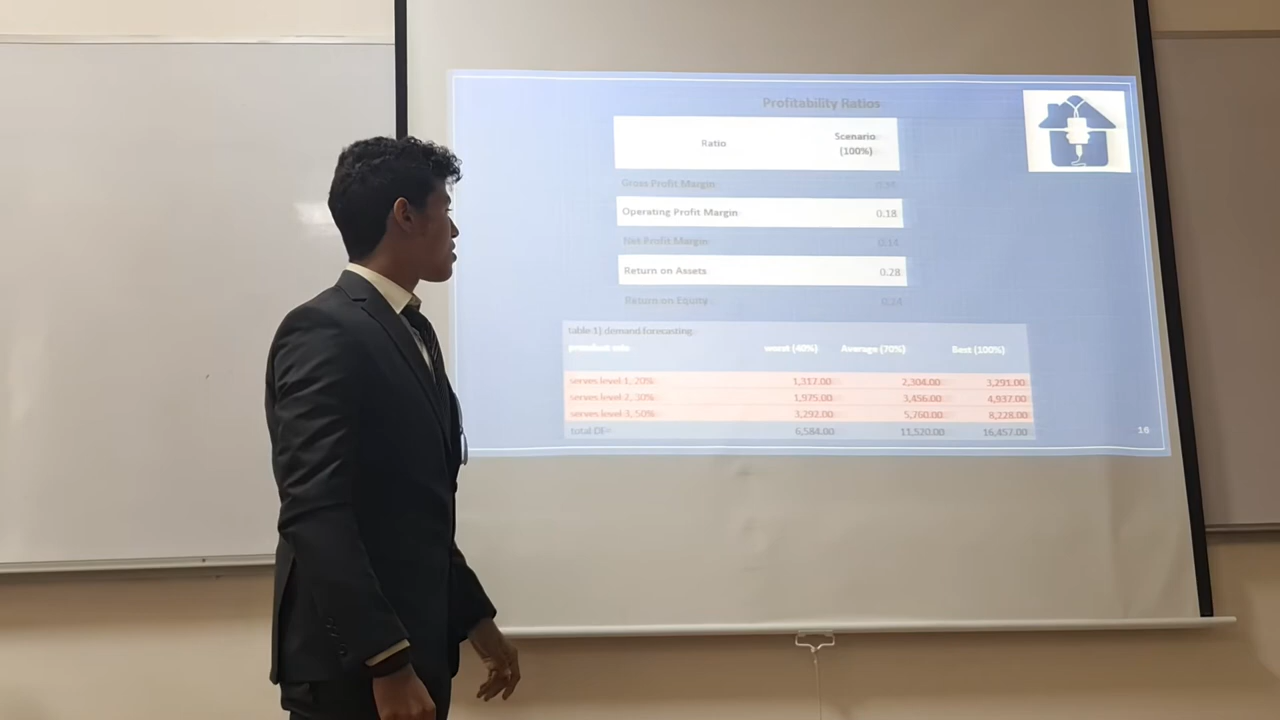 Profitability Ratios
Ratio Scenario (100%)
Gross Profit Margin
Operating Profit Margin 0.18
Net Profit Margin 0.14
Return on Assets 0.28
Return on Equity
table 1) demand forecasting.
worst (40%) Average (70%) Best (100%)
serves level 1, 20% 1,317.00 2,304.00 3,291.00
serves level 2, 30% 1,975.00 3,456.00 4,937.00
serves level 3, 50% 3,292.00 5,760.00 8,228.00
total DF= 6,584.00 11,520.00 16,457.00
16